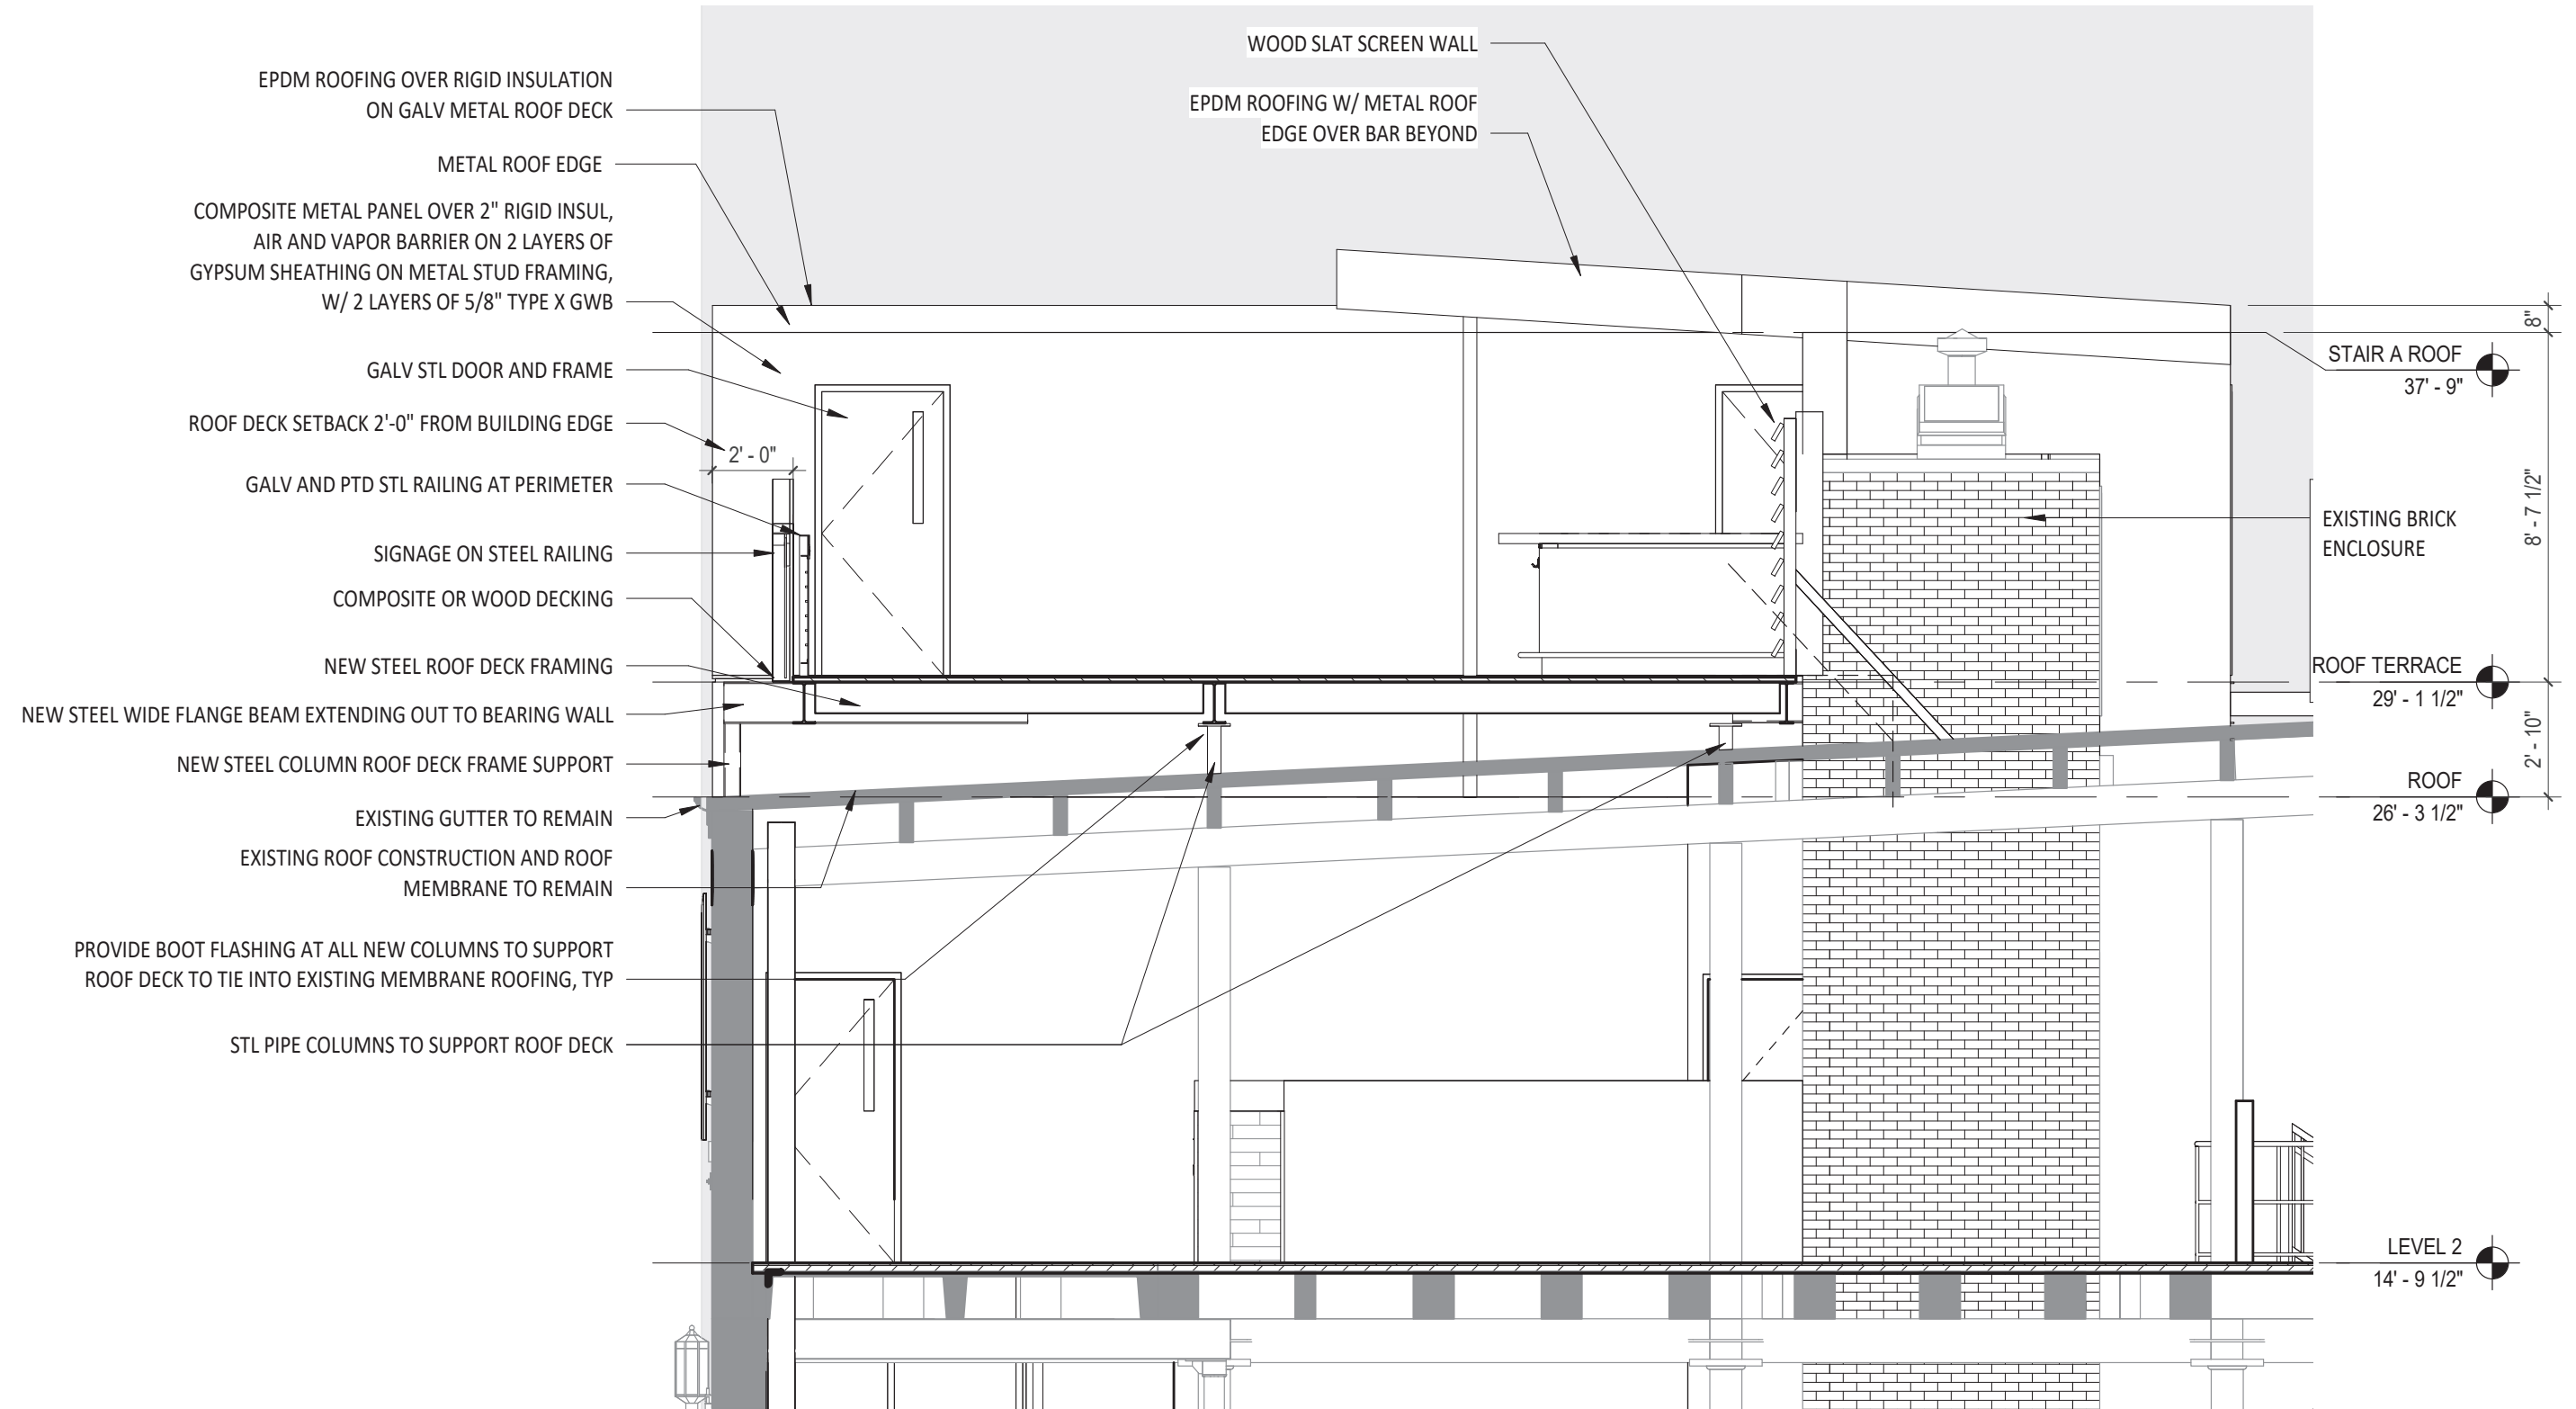 WOOD SLAT SCREEN WALL
EPDM ROOFING W/ METAL ROOF
EDGE OVER BAR BEYOND
EPDM ROOFING OVER RIGID INSULATION
ON GALV METAL ROOF DECK
METAL ROOF EDGE
COMPOSITE METAL PANEL OVER 2" RIGID INSUL,
AIR AND VAPOR BARRIER ON 2 LAYERS OF
GYPSUM SHEATHING ON METAL STUD FRAMING,
W/ 2 LAYERS OF 5/8" TYPE X GWB
GALV STL DOOR AND FRAME
ROOF DECK SETBACK 2'-0" FROM BUILDING EDGE
2' - 0"
GALV AND PTD STL RAILING AT PERIMETER
SIGNAGE ON STEEL RAILING
COMPOSITE OR WOOD DECKING
NEW STEEL ROOF DECK FRAMING
NEW STEEL WIDE FLANGE BEAM EXTENDING OUT TO BEARING WALL
NEW STEEL COLUMN ROOF DECK FRAME SUPPORT
EXISTING GUTTER TO REMAIN
EXISTING ROOF CONSTRUCTION AND ROOF
MEMBRANE TO REMAIN
PROVIDE BOOT FLASHING AT ALL NEW COLUMNS TO SUPPORT
ROOF DECK TO TIE INTO EXISTING MEMBRANE ROOFING, TYP
STL PIPE COLUMNS TO SUPPORT ROOF DECK
8"
STAIR A ROOF
37' - 9"
8' - 7 1/2"
EXISTING BRICK
ENCLOSURE
ROOF TERRACE
29' - 1 1/2"
2' - 10"
ROOF
26' - 3 1/2"
LEVEL 2
14' - 9 1/2"